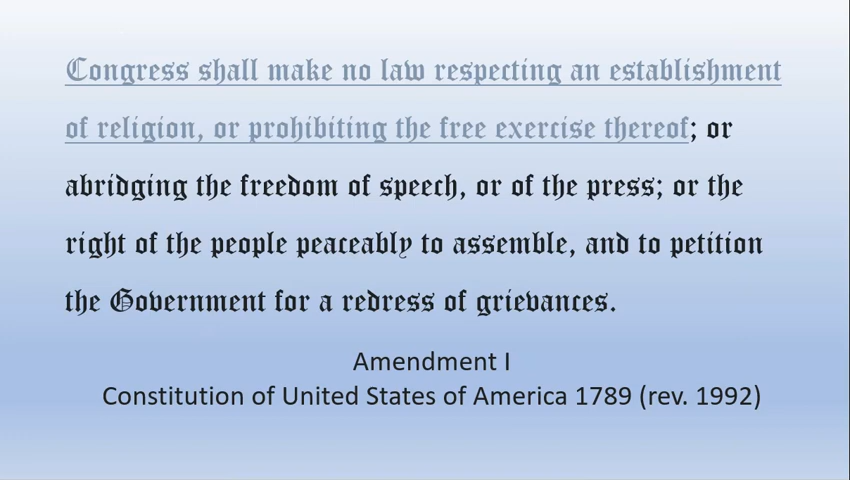 Congress shall make no law respecting an establishment
of religion, or prohibiting the free exercise thereof; or
abridging the freedom of speech, or of the press; or the
right of the people peaceably to assemble, and to petition
the Government for a redress of grievances.
Amendment I
Constitution of United States of America 1789 (rev. 1992)